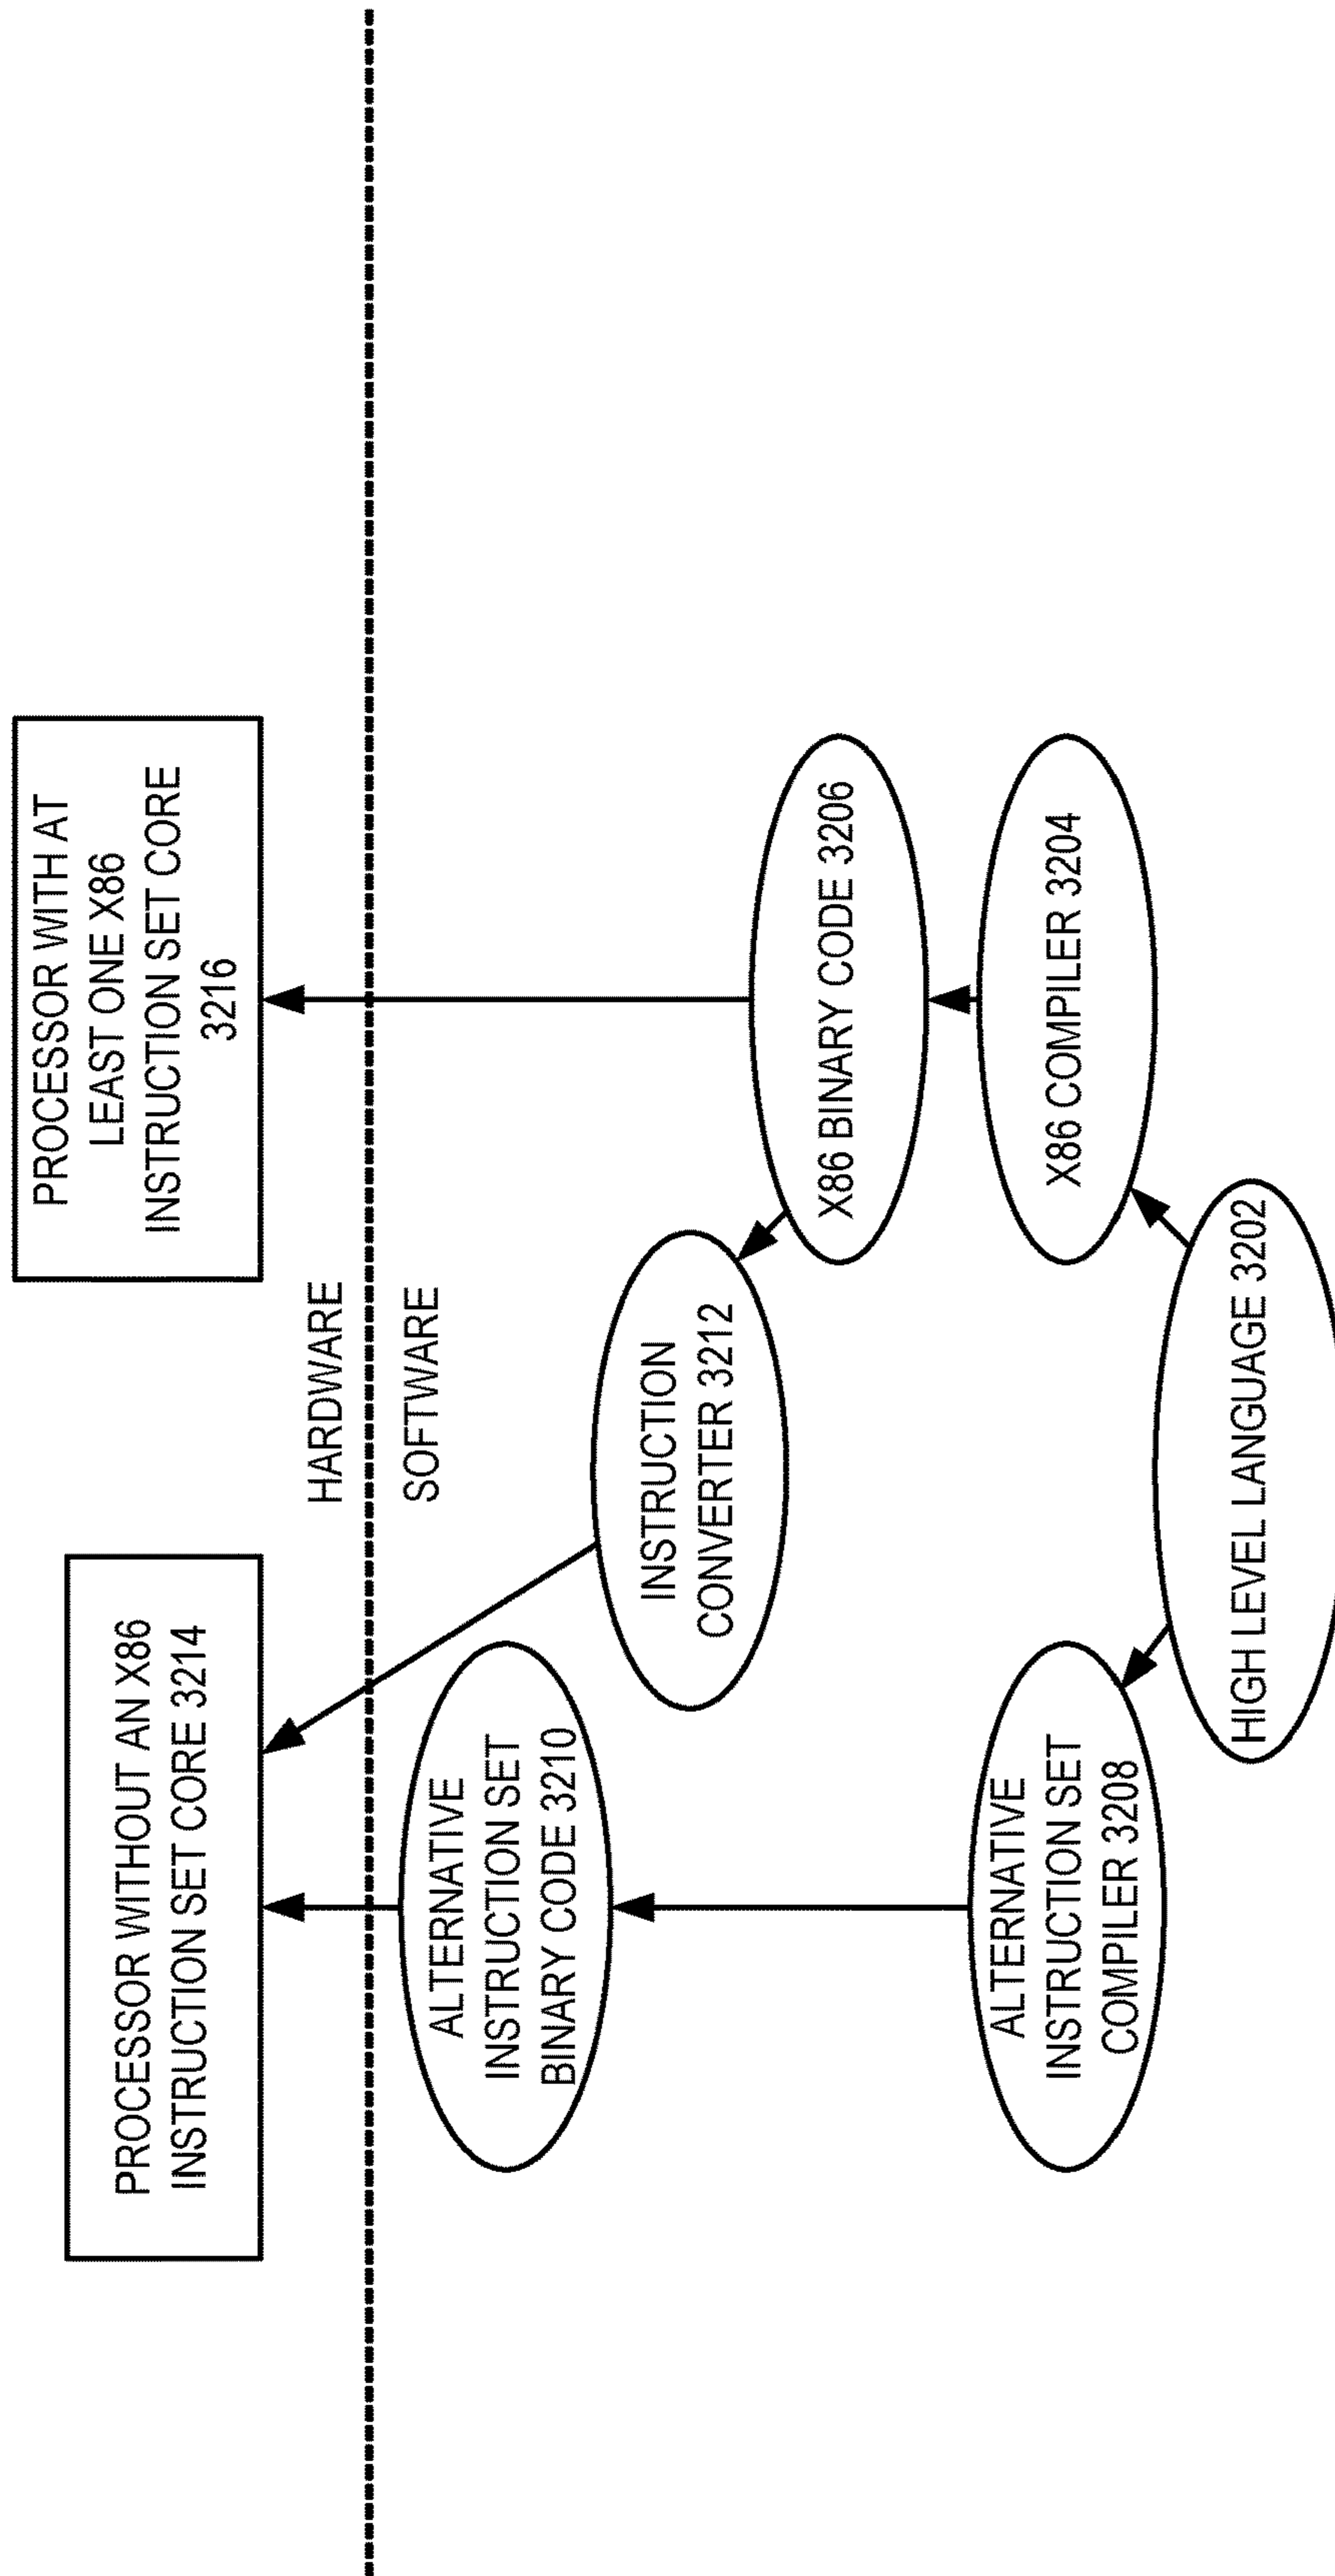 PROCESSOR WITHOUT AN X86
INSTRUCTION SET CORE 3214
PROCESSOR WITH AT
LEAST ONE X86
INSTRUCTION SET CORE
3216
HARDWARE
SOFTWARE
ALTERNATIVE
INSTRUCTION SET
BINARY CODE 3210
INSTRUCTION
CONVERTER 3212
X86 BINARY CODE 3206
ALTERNATIVE
INSTRUCTION SET
COMPILER 3208
X86 COMPILER 3204
HIGH LEVEL LANGUAGE 3202